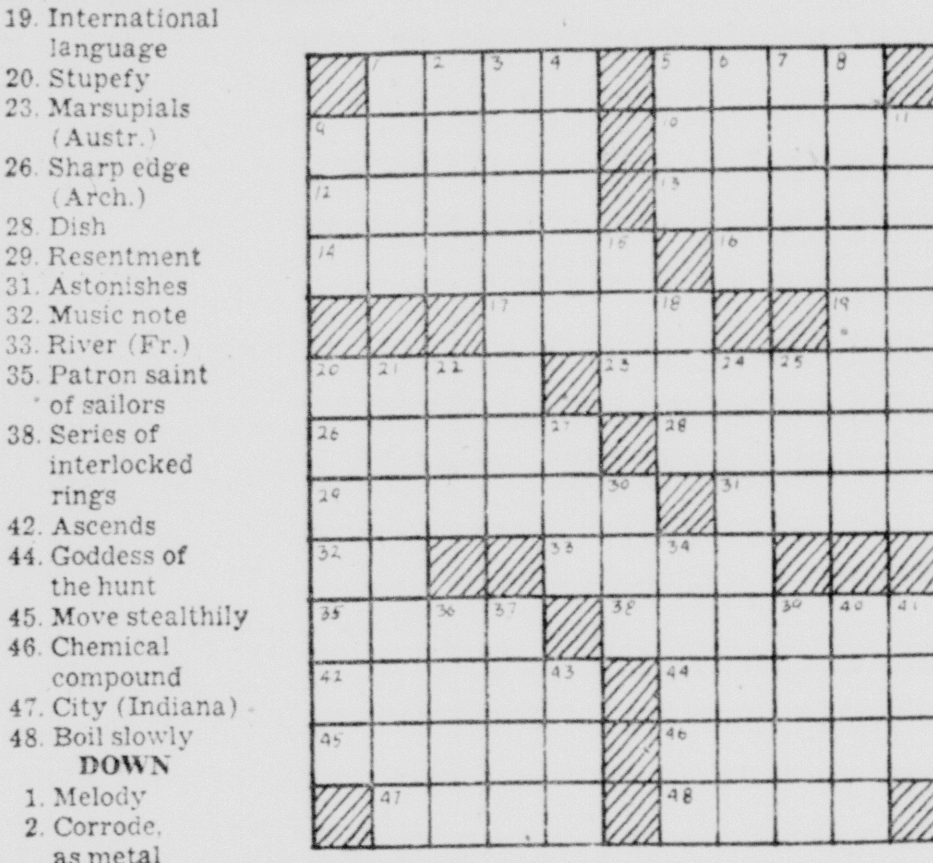 19. International
language
20. Stupefy
23. Marsupials
(Austr.)
26. Sharp edge
(Arch.)
28. Dish
29. Resentment
31. Astonishes
32. Music note
33. River (Fr.)
35. Patron saint
of sailors
38. Series of
interlocked
rings
42. Ascends
44. Goddess of
the hunt
45. Move stealthily
46. Chemical
compound
47. City (Indiana)
48. Boil slowly
DOWN
1. Melody
2. Corrode,
as metal
1 2 3 4 5 6 7 8
9 10 11
12 13
14 15 16
17 18 19
20 21 22 23 24 25
26 27 28
29 30 31
32 33 34
35 36 37 38 39 40 41
42 43 44
45 46
47 48